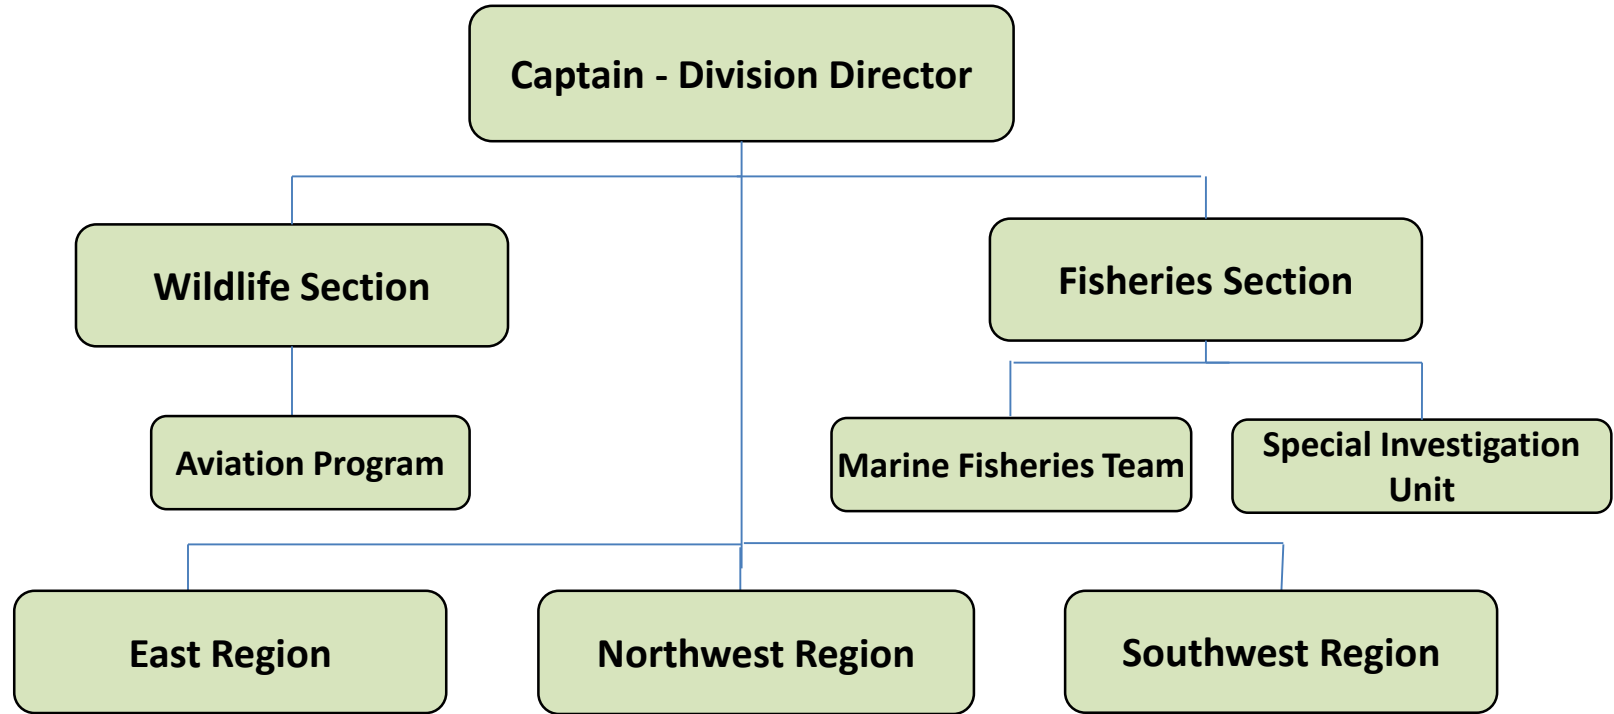 Captain - Division Director
Wildlife Section
Fisheries Section
Aviation Program
Marine Fisheries Team
Special Investigation
Unit
East Region
Northwest Region
Southwest Region